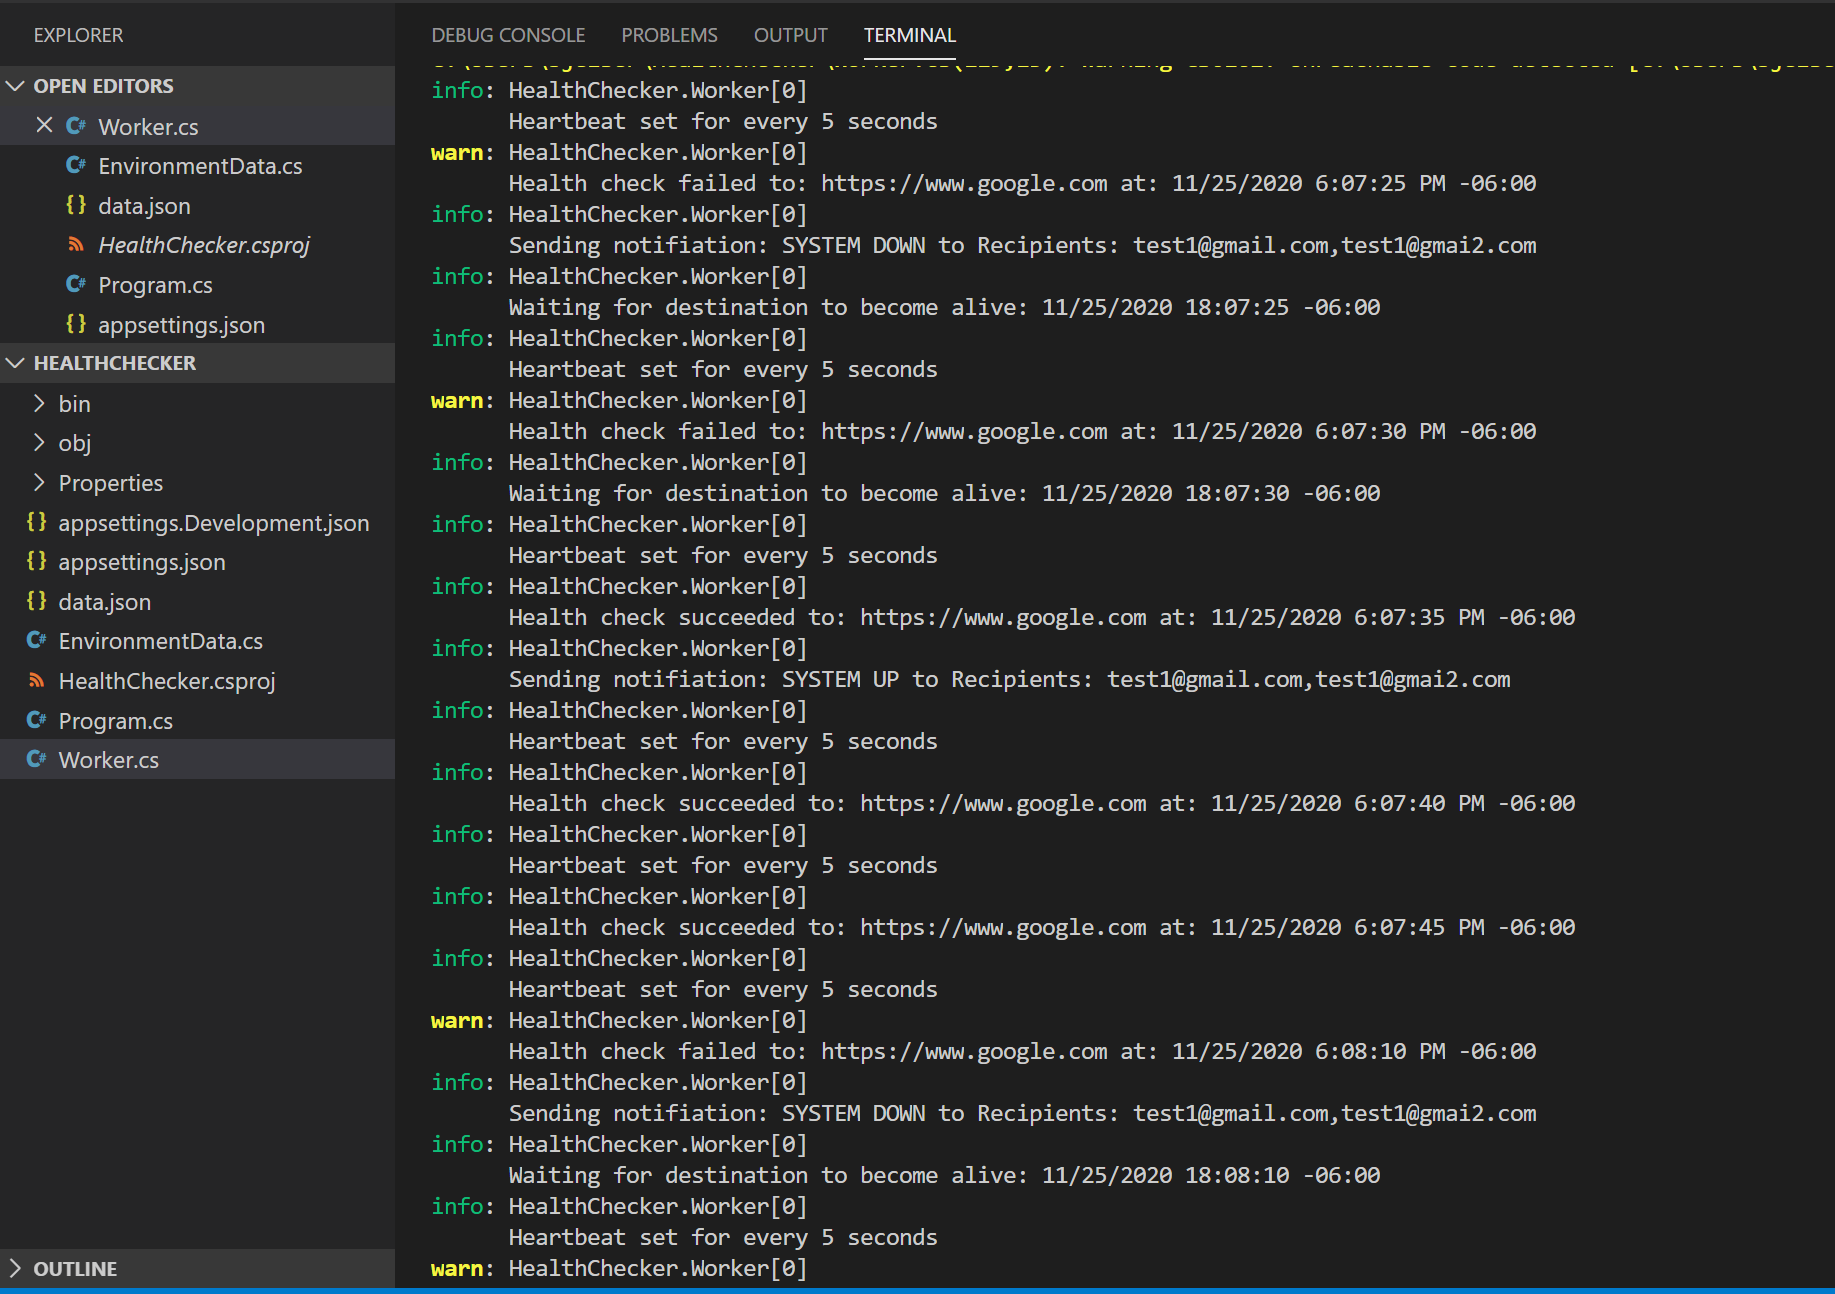 EXPLORER
OPEN EDITORS
Worker.cs
EnvironmentData.cs
data.json
HealthChecker.csproj
Program.cs
appsettings.json
HEALTHCHECKER
bin
obj
Properties
appsettings.Development.json
appsettings.json
data.json
EnvironmentData.cs
HealthChecker.csproj
Program.cs
Worker.cs
OUTLINE
DEBUG CONSOLE PROBLEMS OUTPUT TERMINAL
info: HealthChecker.Worker[0]
Heartbeat set for every 5 seconds
warn: HealthChecker.Worker[0]
Health check failed to: https://www.google.com at: 11/25/2020 6:07:25 PM -06:00
info: HealthChecker.Worker[0]
Sending notifiation: SYSTEM DOWN to Recipients: test1@gmail.com,test1@gmai2.com
info: HealthChecker.Worker[0]
Waiting for destination to become alive: 11/25/2020 18:07:25 -06:00
info: HealthChecker.Worker[0]
Heartbeat set for every 5 seconds
warn: HealthChecker.Worker[0]
Health check failed to: https://www.google.com at: 11/25/2020 6:07:30 PM -06:00
info: HealthChecker.Worker[0]
Waiting for destination to become alive: 11/25/2020 18:07:30 -06:00
info: HealthChecker.Worker[0]
Heartbeat set for every 5 seconds
info: HealthChecker.Worker[0]
Health check succeeded to: https://www.google.com at: 11/25/2020 6:07:35 PM -06:00
info: HealthChecker.Worker[0]
Sending notifiation: SYSTEM UP to Recipients: test1@gmail.com,test1@gmai2.com
info: HealthChecker.Worker[0]
Heartbeat set for every 5 seconds
info: HealthChecker.Worker[0]
Health check succeeded to: https://www.google.com at: 11/25/2020 6:07:40 PM -06:00
info: HealthChecker.Worker[0]
Heartbeat set for every 5 seconds
info: HealthChecker.Worker[0]
Health check succeeded to: https://www.google.com at: 11/25/2020 6:07:45 PM -06:00
info: HealthChecker.Worker[0]
Heartbeat set for every 5 seconds
warn: HealthChecker.Worker[0]
Health check failed to: https://www.google.com at: 11/25/2020 6:08:10 PM -06:00
info: HealthChecker.Worker[0]
Sending notifiation: SYSTEM DOWN to Recipients: test1@gmail.com,test1@gmai2.com
info: HealthChecker.Worker[0]
Waiting for destination to become alive: 11/25/2020 18:08:10 -06:00
info: HealthChecker.Worker[0]
Heartbeat set for every 5 seconds
warn: HealthChecker.Worker[0]